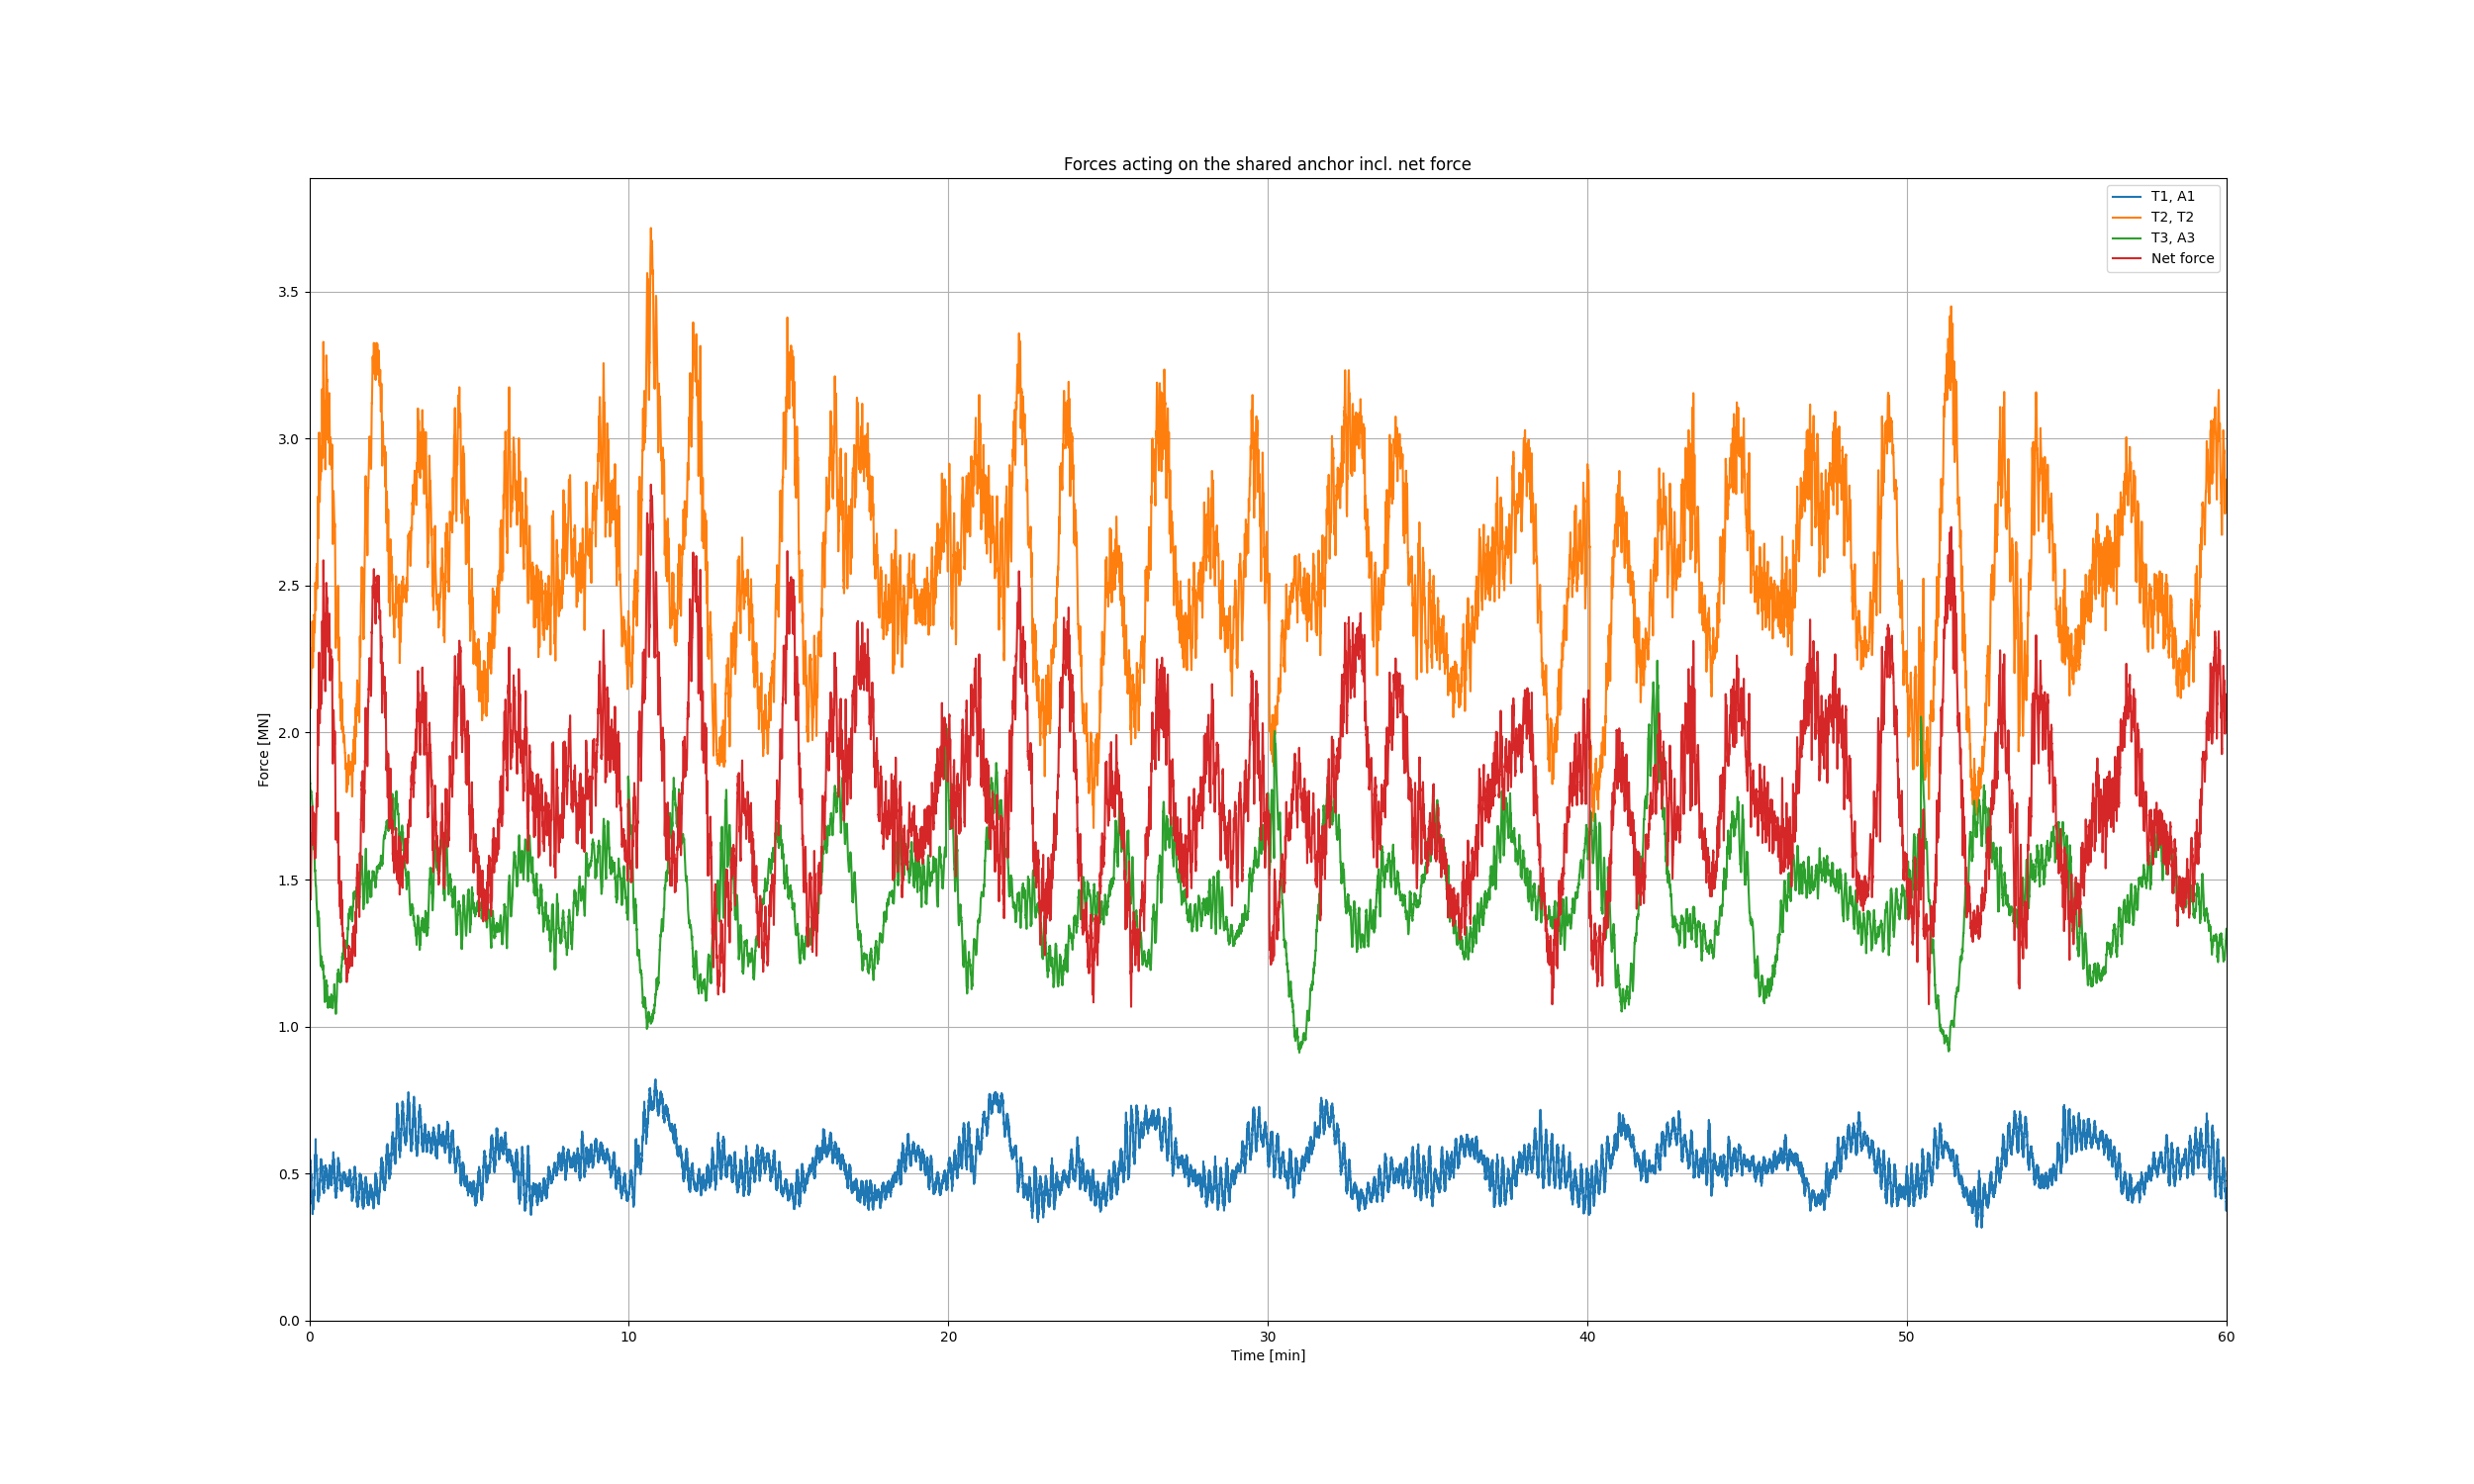 Forces acting on the shared anchor incl. net force
T1, A1
T2, T2
T3, A3
Net force
Force [MN]
3.5
3.0
2.5
2.0
1.5
1.0
0.5
0.0
0 10 20 30 40 50 60
Time [min]